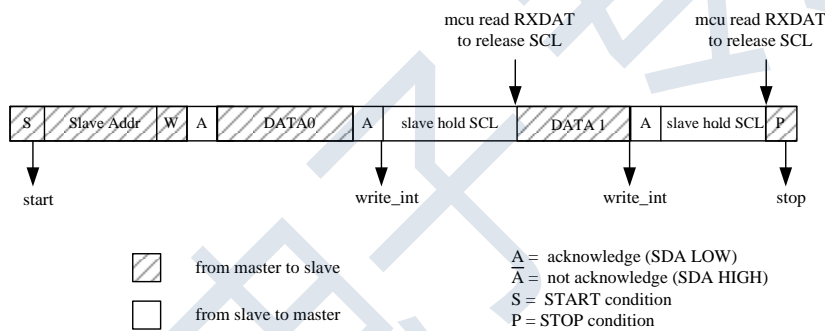 mcu read RXDAT
to release SCL
mcu read RXDAT
to release SCL
S Slave Addr W A DATA0 A slave hold SCL DATA 1 A slave hold SCL P
start
write_int
write_int
stop
from master to slave
from slave to master
A = acknowledge (SDA LOW)
A̅ = not acknowledge (SDA HIGH)
S = START condition
P = STOP condition